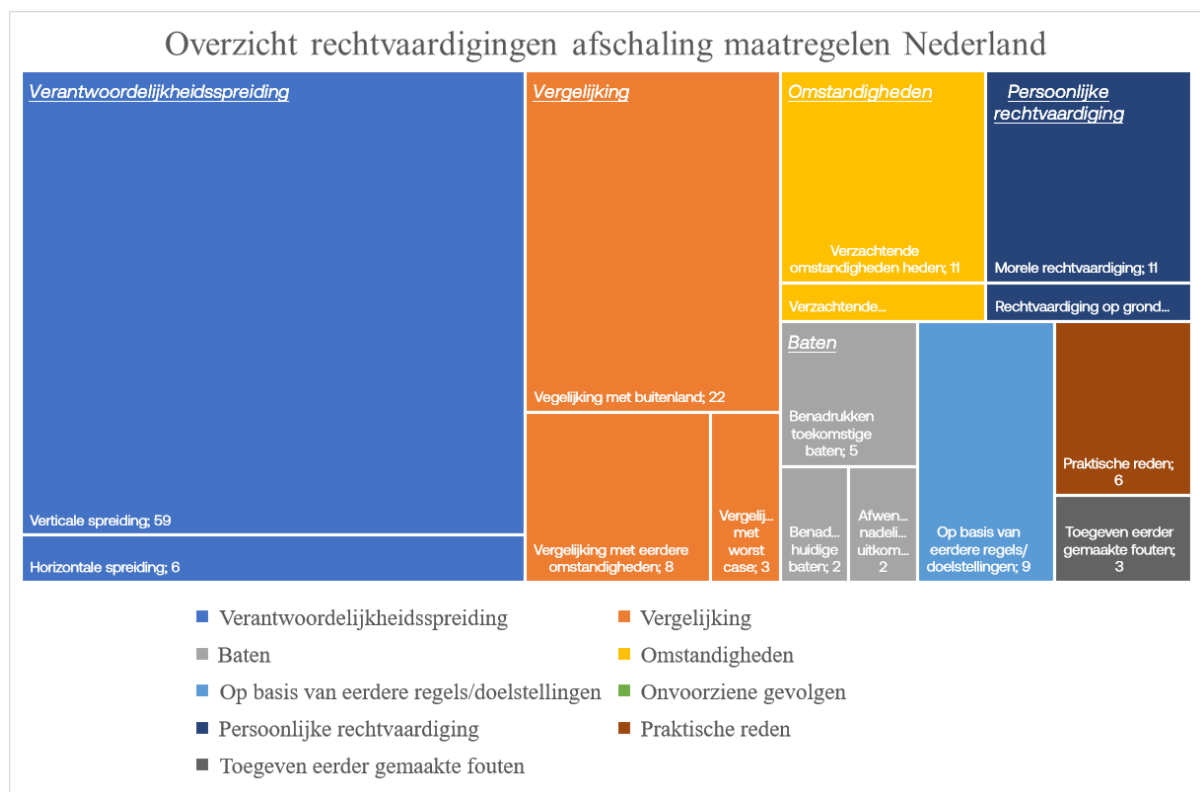 Overzicht rechtvaardigingen afschaling maatregelen Nederland
Verantwoordelijkheidsspreiding
Verticale spreiding; 59
Horizontale spreiding; 6
Vergelijking
Vegelijking met buitenland; 22
Vergelijking met eerdere
omstandigheden; 8
Vergelij...
met
worst
case; 3
Omstandigheden
Verzachtende
omstandigheden heden; 11
Verzachtende...
Persoonlijke
rechtvaardiging
Morele rechtvaardiging; 11
Rechtvaardiging op grond...
Baten
Benadrukken
toekomstige
baten; 5
Benad...
huidige
baten; 2
Afwen...
nadeli...
uitkom...
2
Op basis van
eerdere regels/
doelstellingen; 9
Praktische reden;
6
Toegeven eerder
gemaakte fouten;
3
Verantwoordelijkheidsspreiding
Vergelijking
Baten
Omstandigheden
Op basis van eerdere regels/doelstellingen
Onvoorziene gevolgen
Persoonlijke rechtvaardiging
Praktische reden
Toegeven eerder gemaakte fouten